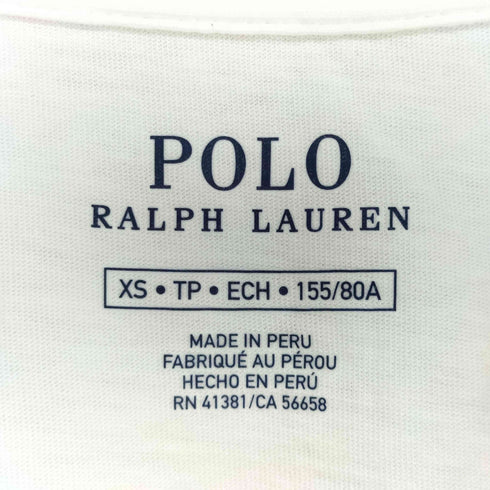 POLO
RALPH LAUREN
XS • TP • ECH • 155/80A
MADE IN PERU
FABRIQUÉ AU PÉROU
HECHO EN PERÚ
RN 41381/CA 56658